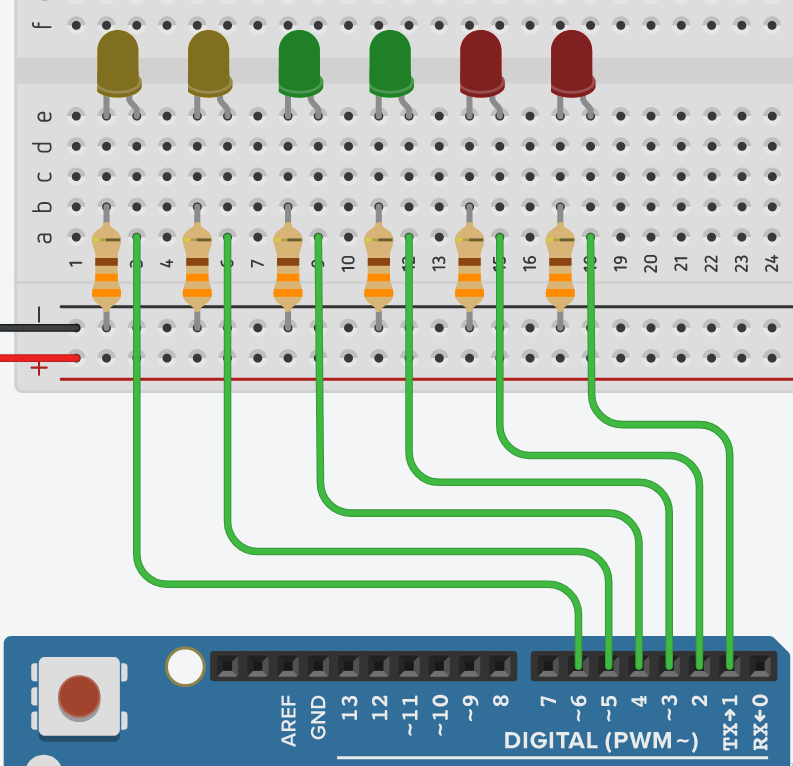 f
e
d
c
b
a
1 3 4 6 7 9 10 12 13 15 16 18 19 20 21 22 23 24
−
+
AREF GND 13 12 ~11 ~10 ~9 8 7 ~6 ~5 4 ~3 2 TX→1 RX←0
DIGITAL (PWM~)